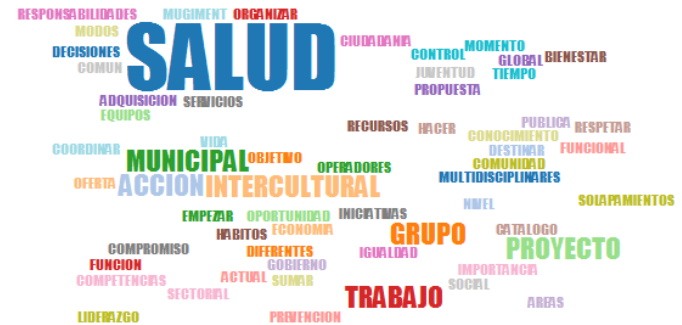 RESPONSABILIDADES MUGIMENT ORGANIZAR
MODOS
SALUD
CIUDADANIA
MOMENTO
DECISIONES
CONTROL
GLOBAL BIENESTAR
COMUN
JUVENTUD TIEMPO
PROPUESTA
ADQUISICION SERVICIOS
EQUIPOS
RECURSOS HACER
PUBLICA RESPETAR
CONOCIMIENTO
COORDINAR VIDA
DESTINAR FUNCIONAL
MUNICIPAL OBJETIVO
OPERADORES
COMUNIDAD
MULTIDISCIPLINARES
OFERTA ACCION INTERCULTURAL
SOLAPAMIENTOS
NIVEL
EMPEZAR OPORTUNIDAD INICIATIVAS
HABITOS ECONOMIA
GRUPO
CATALOGO
COMPROMISO
DIFERENTES
IGUALDAD
PROYECTO
FUNCION
GOBIERNO
IMPORTANCIA
COMPETENCIAS
ACTUAL SUMAR
SOCIAL
SECTORIAL
TRABAJO
AREAS
LIDERAZGO
PREVENCION